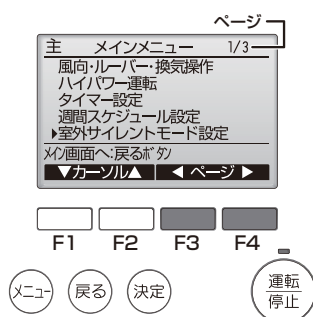 ページ
主 メインメニュー 1/3
風向・ルーバー・換気操作
ハイパワー運転
タイマー設定
週間スケジュール設定
▶室外サイレントモード設定
メイン画面へ:戻るボタン
▼カーソル▲ ◀ ページ ▶
F1 F2 F3 F4
メニュー 戻る 決定 運転
停止